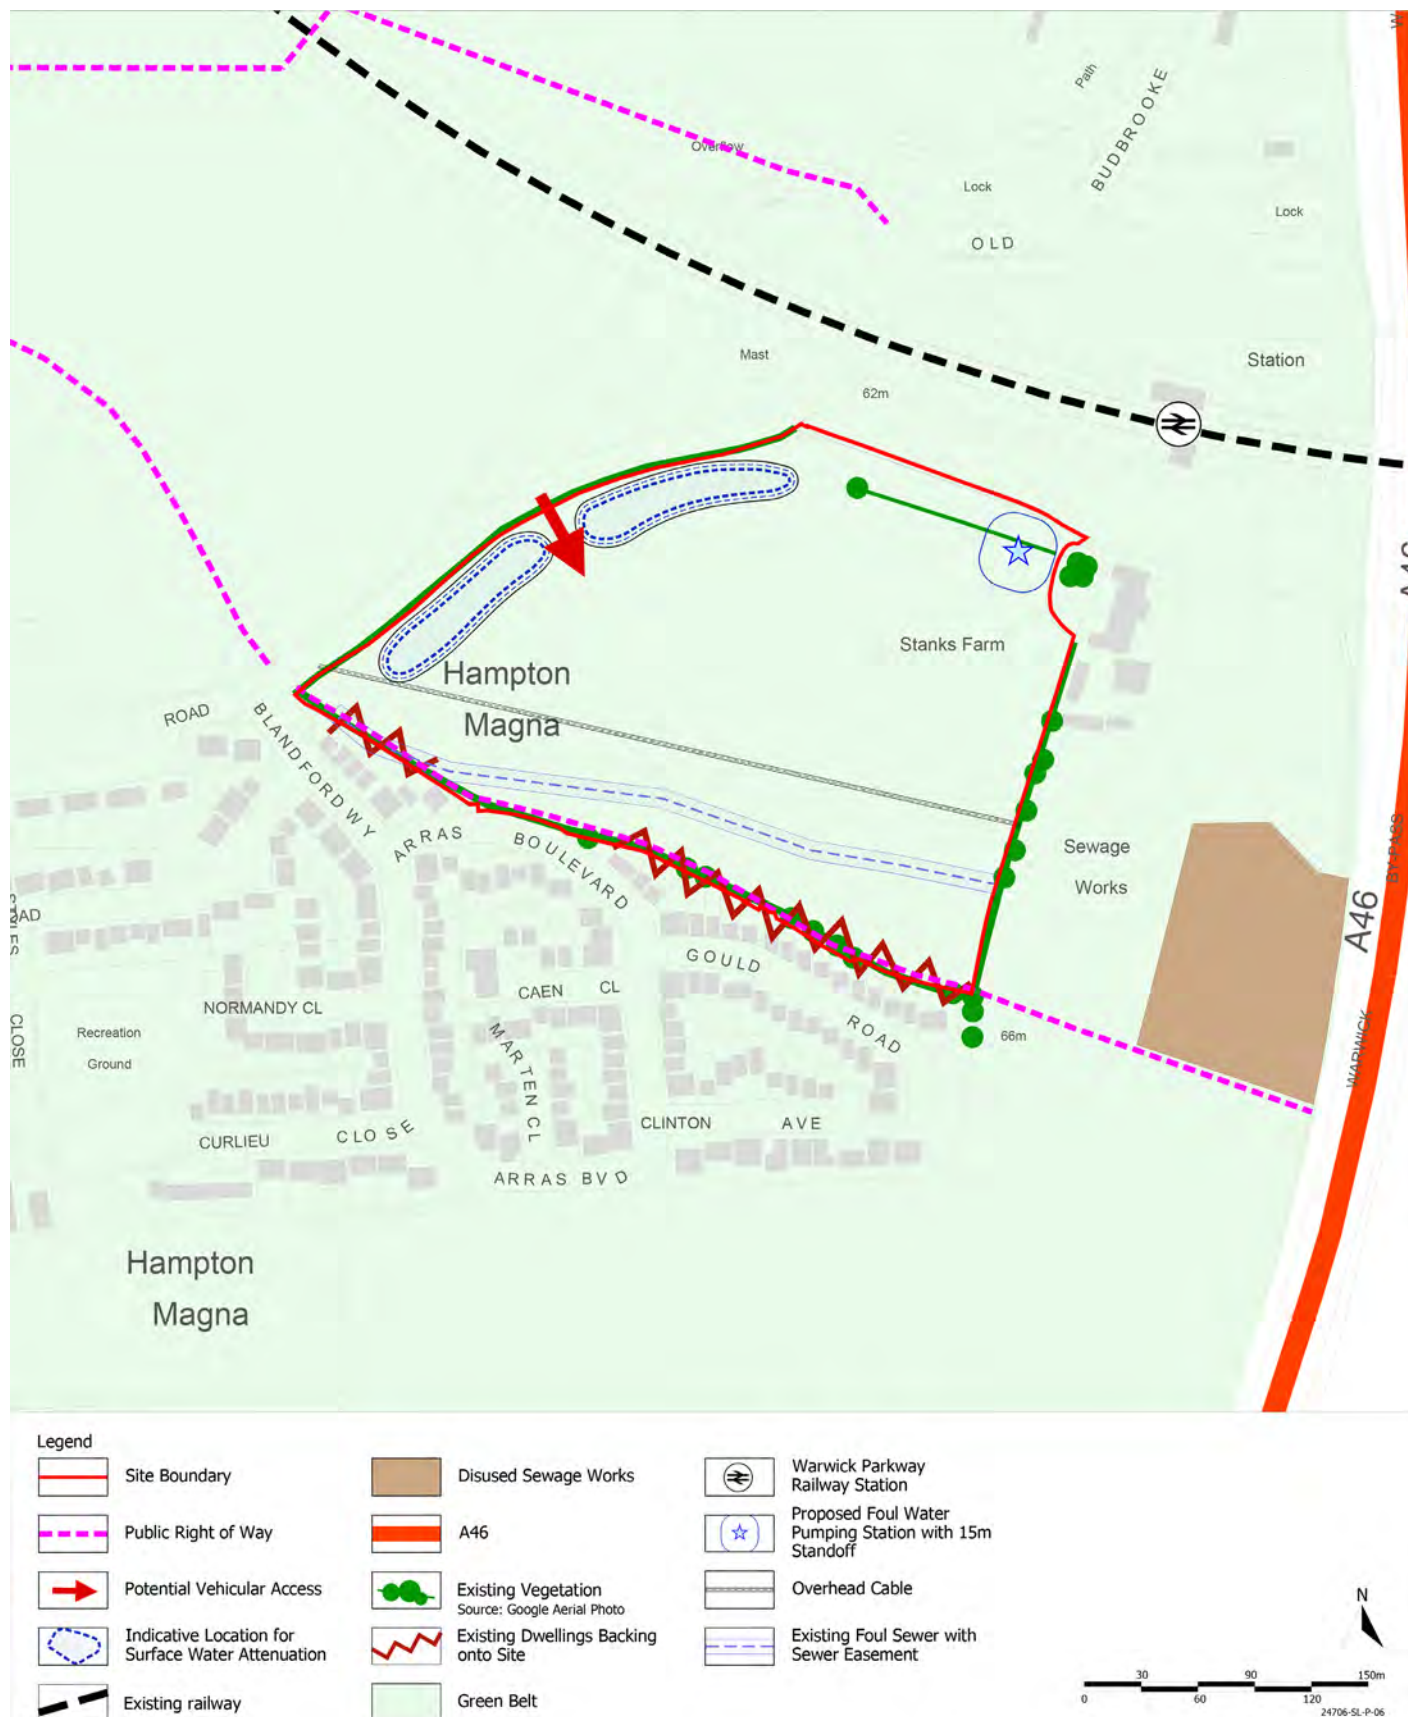 W
Path
BUDBROOKE
Overflow
Lock
Lock
OLD
Station
Mast
62m
Stanks Farm
Hampton
Magna
ROAD
BLANDFORD WY
ARRAS
BOULEVARD
Sewage
Works
BY-PASS
A46
GOULD
CAEN CL
NORMANDY CL
CLOSE
Recreation
Ground
MARTEN CL
ROAD
66m
WARWICK
CURLIEU CLOSE
CLINTON AVE
ARRAS BVD
Hampton
Magna
Legend
Site Boundary
Public Right of Way
Potential Vehicular Access
Indicative Location for
Surface Water Attenuation
Existing railway
Disused Sewage Works
A46
Existing Vegetation
Source: Google Aerial Photo
Existing Dwellings Backing
onto Site
Green Belt
Warwick Parkway
Railway Station
Proposed Foul Water
Pumping Station with 15m
Standoff
Overhead Cable
Existing Foul Sewer with
Sewer Easement
N
30 90 150m
0 60 120
24706-SL-P-06